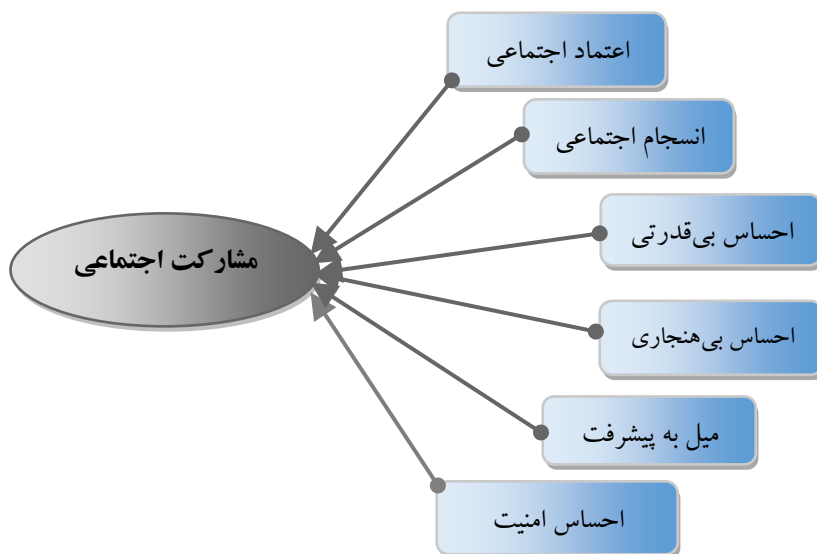 اعتماد اجتماعی
انسجام اجتماعی
احساس بی‌قدرتی
مشارکت اجتماعی
احساس بی‌هنجاری
میل به پیشرفت
احساس امنیت